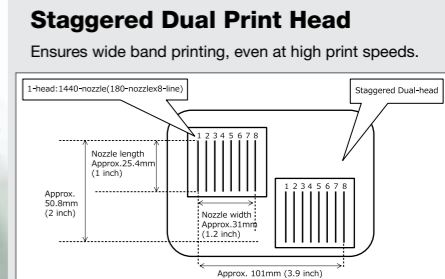 Staggered Dual Print Head
Ensures wide band printing, even at high print speeds.
1-head:1440-nozzle(180-nozzlex8-line)
Staggered Dual-head
1 2 3 4 5 6 7 8
Nozzle length
Approx.25.4mm
(1 inch)
Approx.
50.8mm
(2 inch)
1 2 3 4 5 6 7 8
Nozzle width
Approx.31mm
(1.2 inch)
Approx. 101mm (3.9 inch)